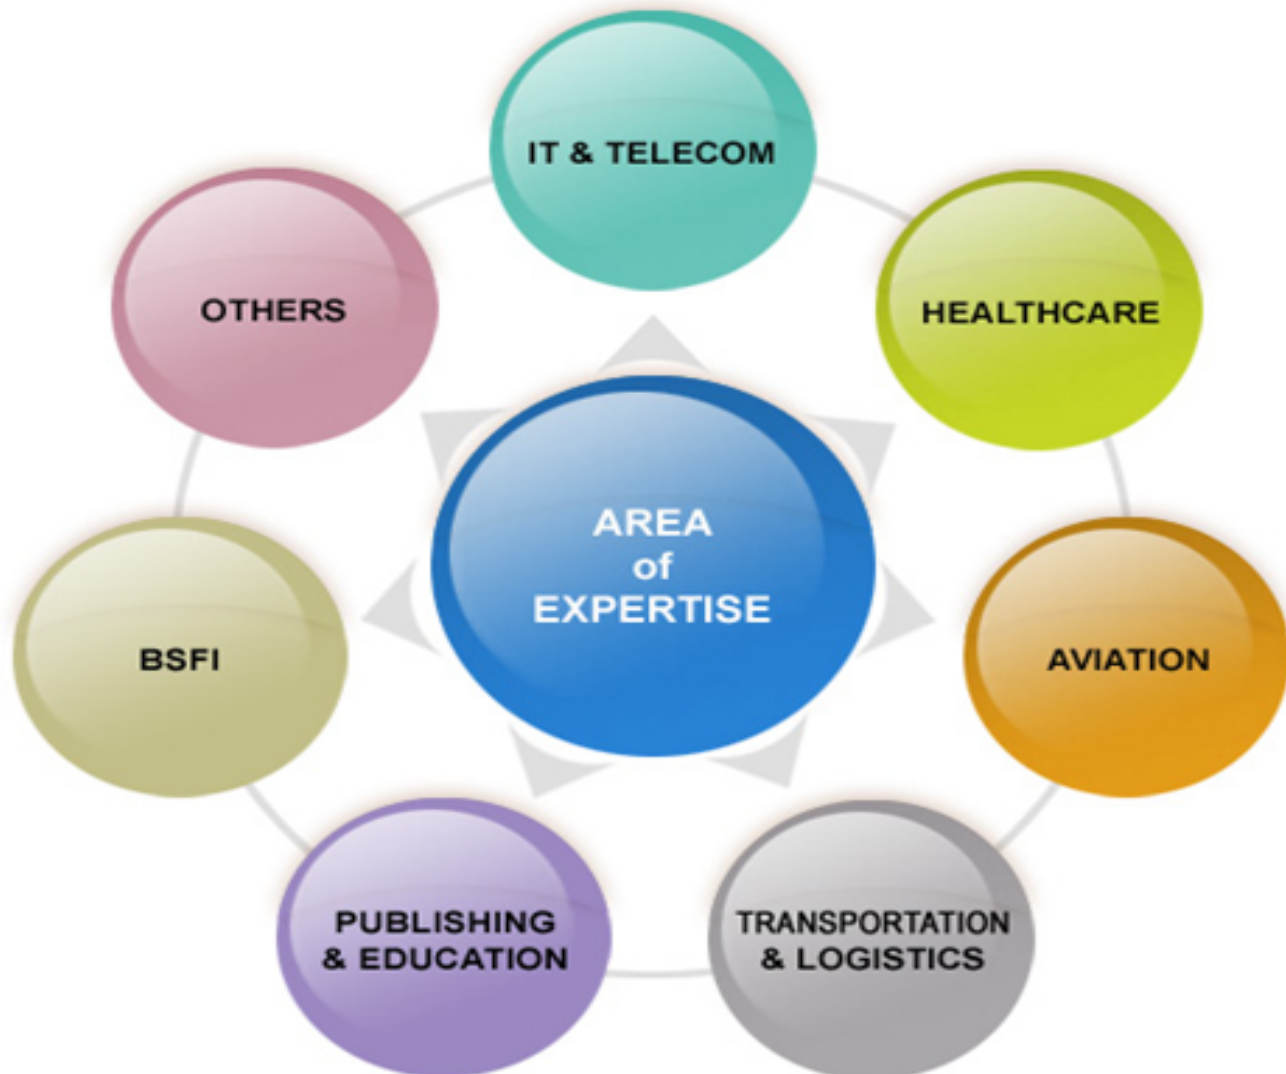 IT & TELECOM
HEALTHCARE
AVIATION
TRANSPORTATION
& LOGISTICS
PUBLISHING
& EDUCATION
BSFI
OTHERS
AREA
of
EXPERTISE